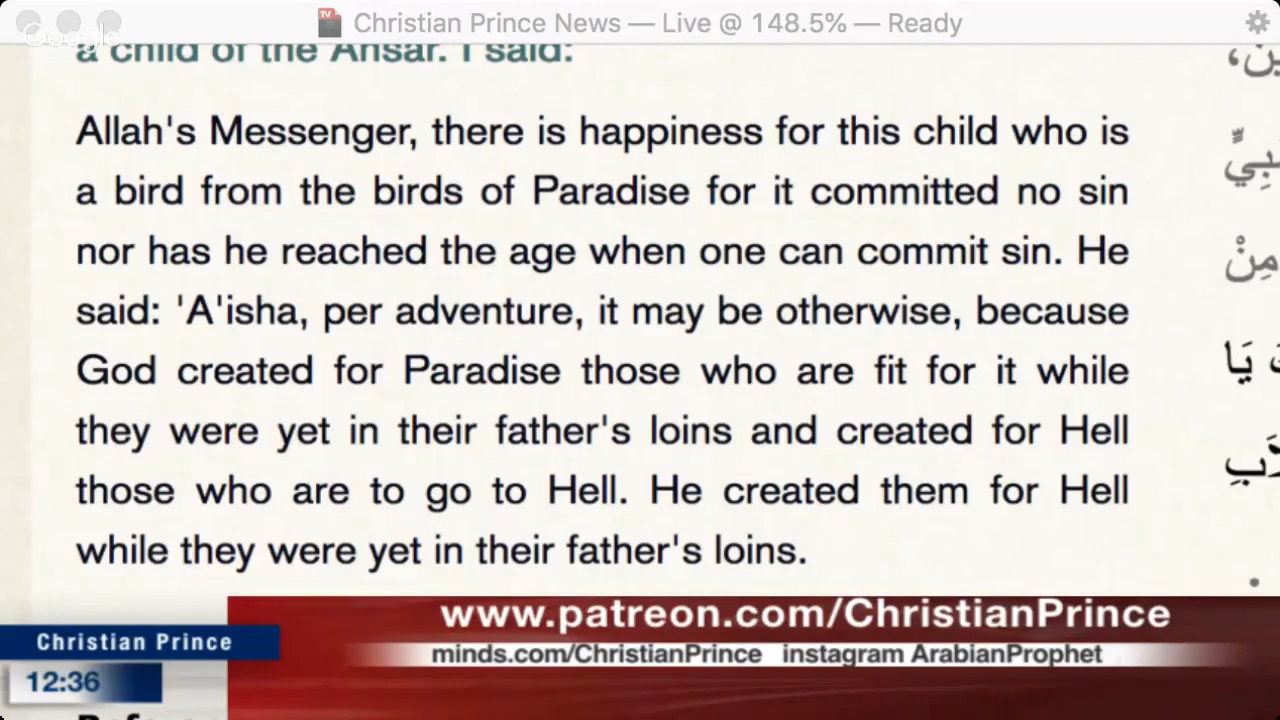 Christian Prince News — Live @ 148.5% — Ready
Google
a child of the Ansar. I said:
Allah's Messenger, there is happiness for this child who is
a bird from the birds of Paradise for it committed no sin
nor has he reached the age when one can commit sin. He
said: 'A'isha, per adventure, it may be otherwise, because
God created for Paradise those who are fit for it while
they were yet in their father's loins and created for Hell
those who are to go to Hell. He created them for Hell
while they were yet in their father's loins.
مِنْ
يَا
www.patreon.com/ChristianPrince
minds.com/ChristianPrince instagram ArabianProphet
Christian Prince
12:36